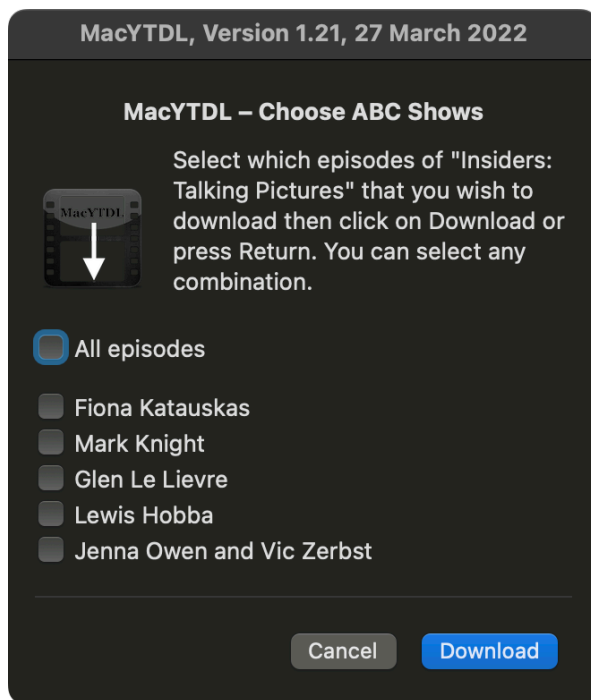 MacYTDL, Version 1.21, 27 March 2022
MacYTDL – Choose ABC Shows
Select which episodes of "Insiders:
Talking Pictures" that you wish to
download then click on Download or
press Return. You can select any
combination.
MacYTDL
All episodes
Fiona Katauskas
Mark Knight
Glen Le Lievre
Lewis Hobba
Jenna Owen and Vic Zerbst
Cancel
Download